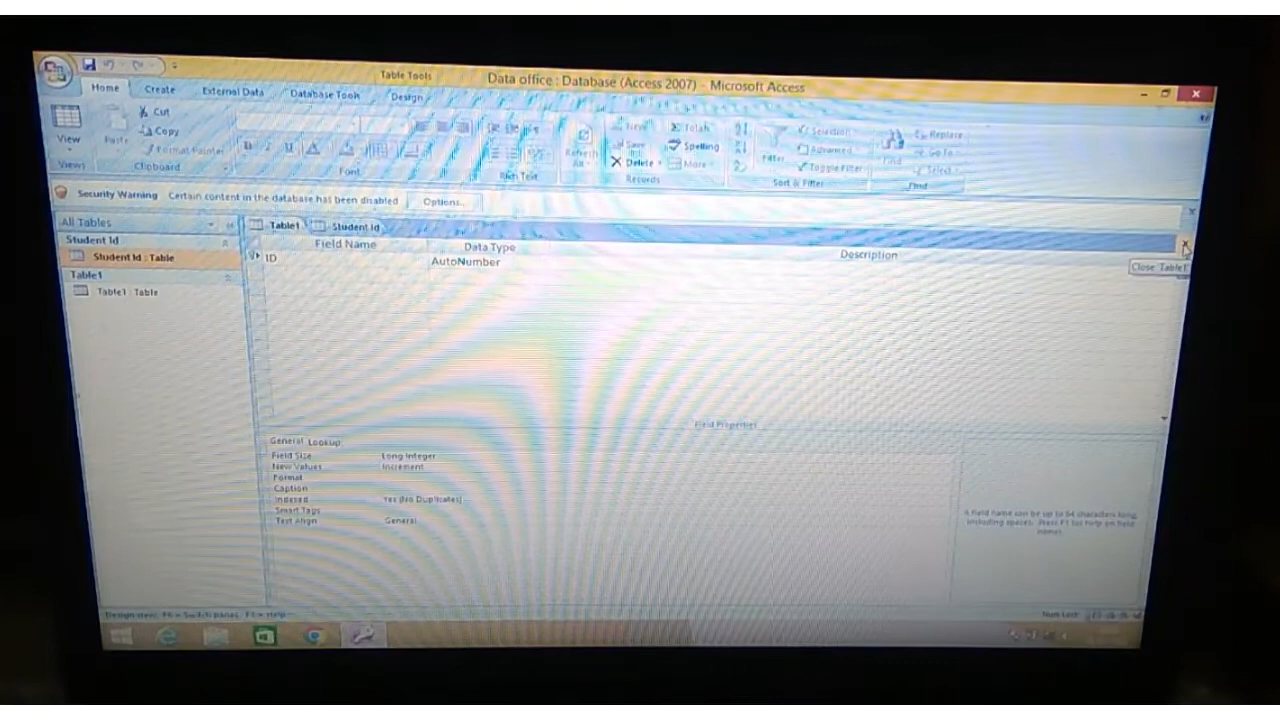 Table Tools
Data office : Database (Access 2007) - Microsoft Access
Home Create External Data Database Tools Design
View
Paste
Cut
Copy
Format Painter
Views
Clipboard
Font
Rich Text
Refresh All
New
Save
Delete
Totals
Spelling
More
Records
Filter
Selection
Advanced
Toggle Filter
Sort & Filter
Find
Replace
Go To
Select
Find
Security Warning Certain content in the database has been disabled Options...
All Tables
Student Id
Student Id : Table
Table1
Table1 : Table
Table1 Student Id
Field Name Data Type Description
ID AutoNumber
Close 'Table1'
Field Properties
General Lookup
Field Size Long Integer
New Values Increment
Format
Caption
Indexed Yes (No Duplicates)
Smart Tags
Text Align General
A field name can be up to 64 characters long,
including spaces. Press F1 for help on field
names.
Design view. F6 = Switch panes. F1 = Help.
Num Lock